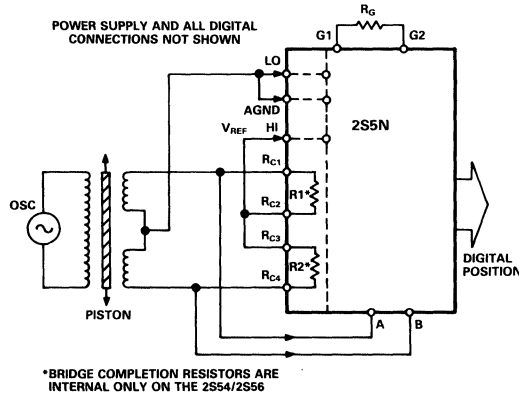 POWER SUPPLY AND ALL DIGITAL
CONNECTIONS NOT SHOWN
RG
G1
G2
LO
AGND
VREF HI
2S5N
RC1
R1*
RC2
RC3
R2*
RC4
OSC
PISTON
DIGITAL
POSITION
A
B
*BRIDGE COMPLETION RESISTORS ARE
INTERNAL ONLY ON THE 2S54/2S56